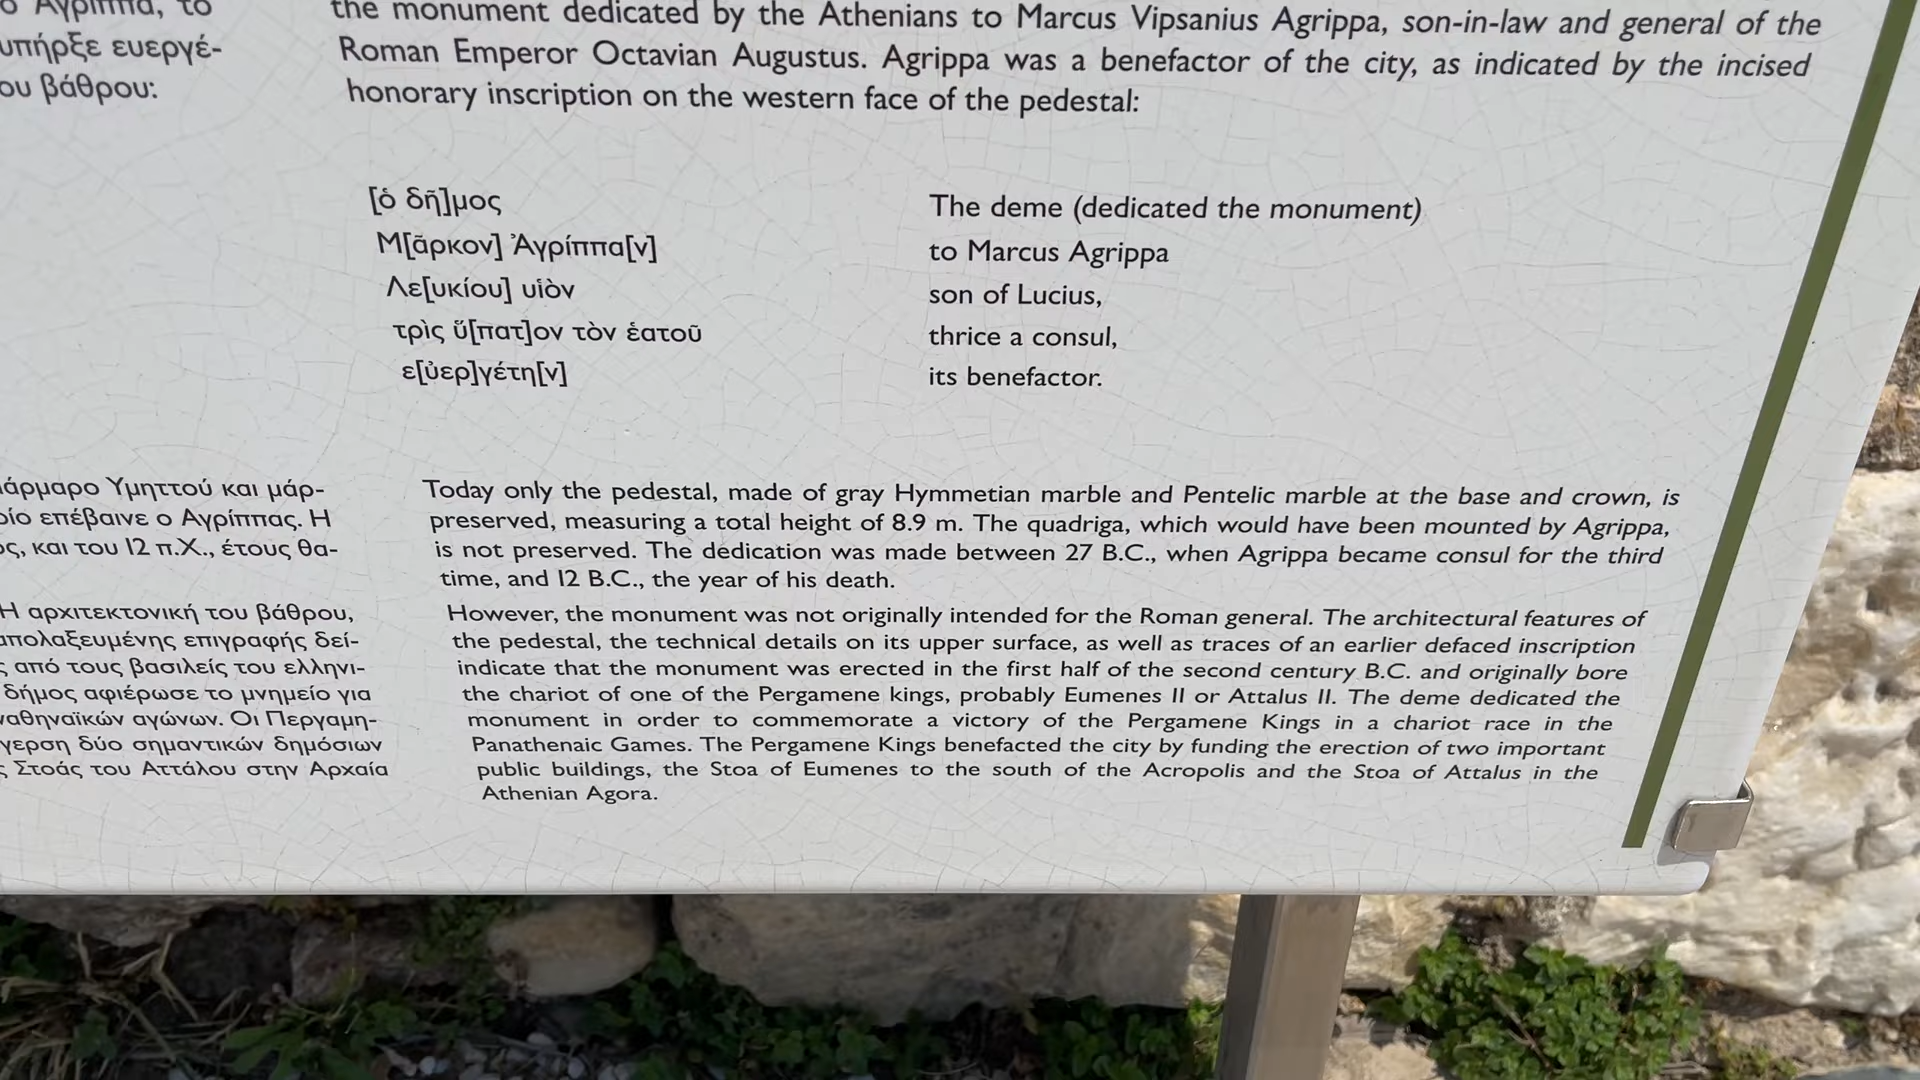 ο Αγρίππα, το
υπήρξε ευεργέ-
ου βάθρου:
the monument dedicated by the Athenians to Marcus Vipsanius Agrippa, son-in-law and general of the
Roman Emperor Octavian Augustus. Agrippa was a benefactor of the city, as indicated by the incised
honorary inscription on the western face of the pedestal:
[ὁ δῆ]μος
Μ[ᾶρκον] Ἀγρίππα[ν]
Λε[υκίου] υἱὸν
τρὶς ὕ[πατ]ον τὸν ἑατοῦ
ε[ὐερ]γέτη[ν]
The deme (dedicated the monument)
to Marcus Agrippa
son of Lucius,
thrice a consul,
its benefactor.
άρμαρο Υμηττού και μάρ-
οίο επέβαινε ο Αγρίππας. Η
ος, και του 12 π.Χ., έτους θα-
Η αρχιτεκτονική του βάθρου,
απολαξευμένης επιγραφής δεί-
ς από τους βασιλείς του ελληνι-
δήμος αφιέρωσε το μνημείο για
ναθηναϊκών αγώνων. Οι Περγαμη-
γερση δύο σημαντικών δημόσιων
ς Στοάς του Αττάλου στην Αρχαία
Today only the pedestal, made of gray Hymmetian marble and Pentelic marble at the base and crown, is
preserved, measuring a total height of 8.9 m. The quadriga, which would have been mounted by Agrippa,
is not preserved. The dedication was made between 27 B.C., when Agrippa became consul for the third
time, and 12 B.C., the year of his death.
However, the monument was not originally intended for the Roman general. The architectural features of
the pedestal, the technical details on its upper surface, as well as traces of an earlier defaced inscription
indicate that the monument was erected in the first half of the second century B.C. and originally bore
the chariot of one of the Pergamene kings, probably Eumenes II or Attalus II. The deme dedicated the
monument in order to commemorate a victory of the Pergamene Kings in a chariot race in the
Panathenaic Games. The Pergamene Kings benefacted the city by funding the erection of two important
public buildings, the Stoa of Eumenes to the south of the Acropolis and the Stoa of Attalus in the
Athenian Agora.